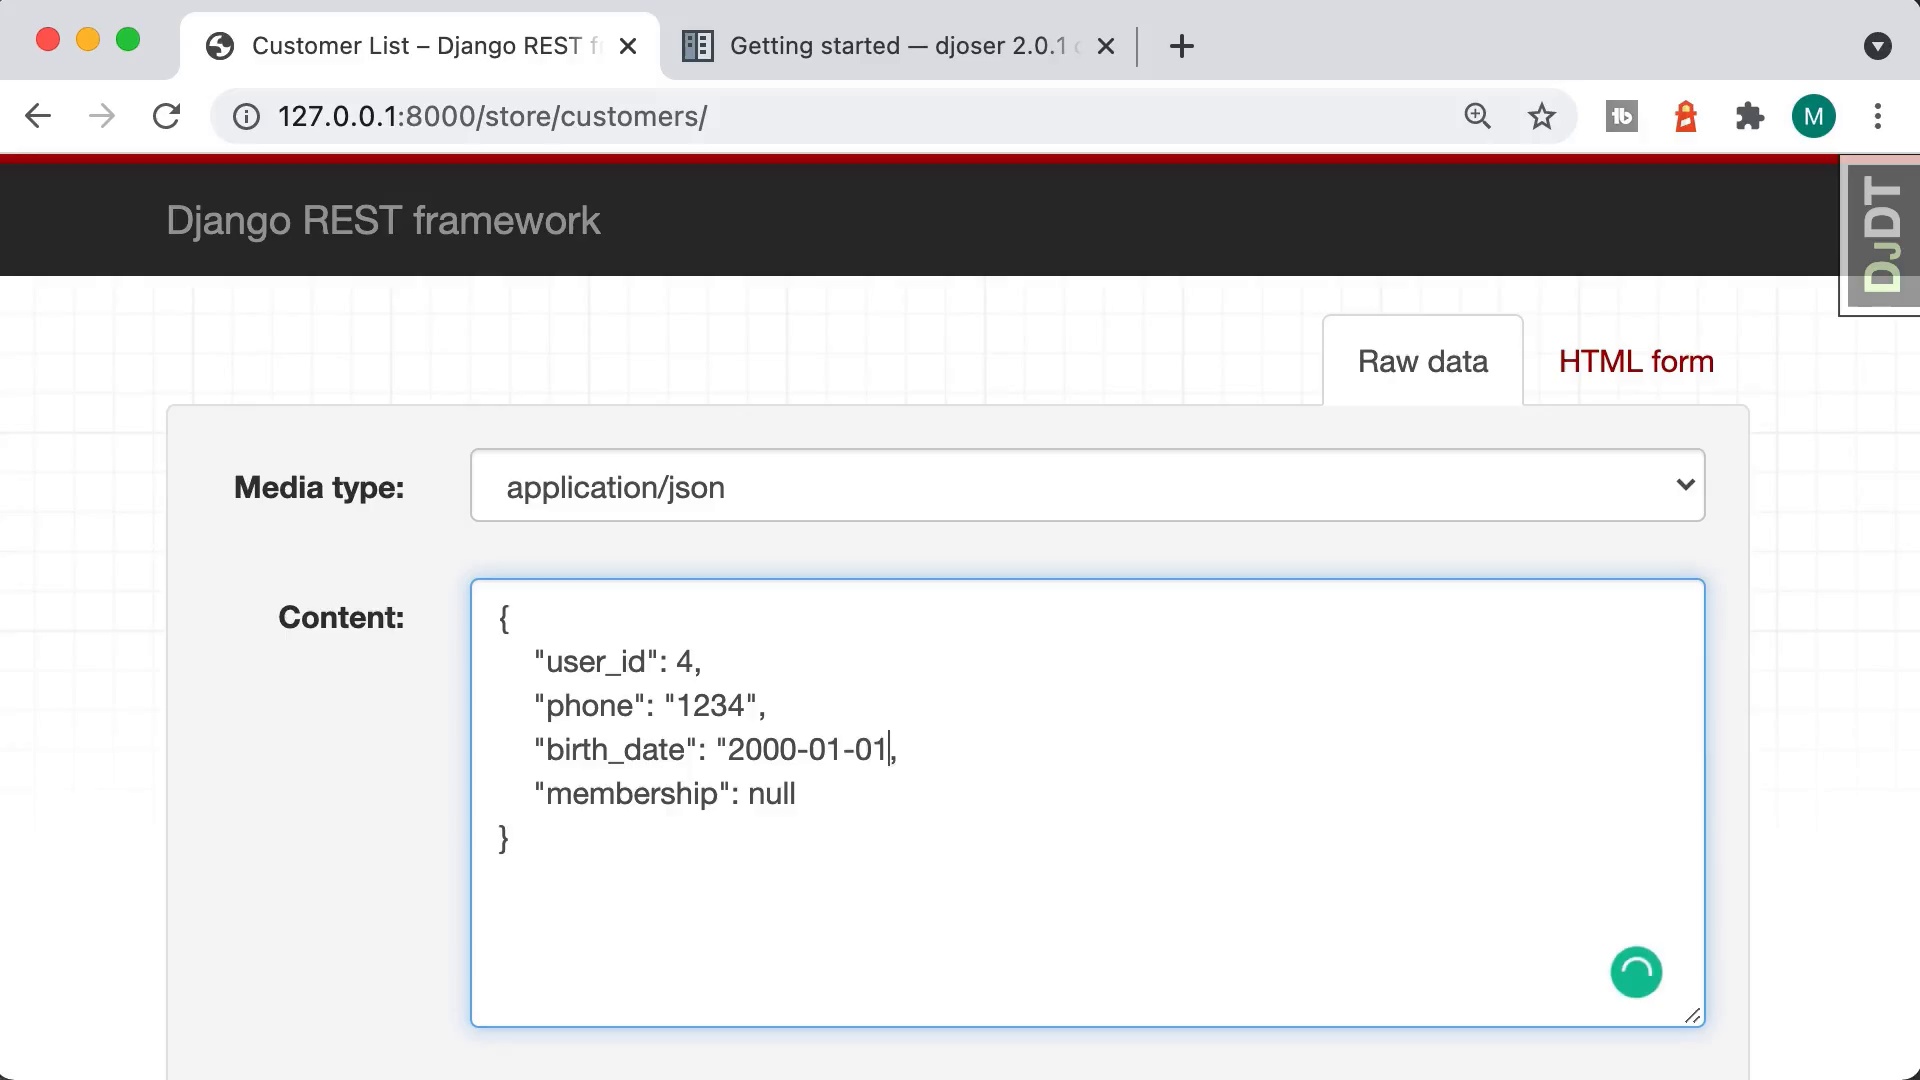 Customer List – Django REST f
Getting started — djoser 2.0.1
127.0.0.1:8000/store/customers/
M
Django REST framework
DJDT
Raw data
HTML form
Media type:
application/json
Content:
{
"user_id": 4,
"phone": "1234",
"birth_date": "2000-01-01,
"membership": null
}